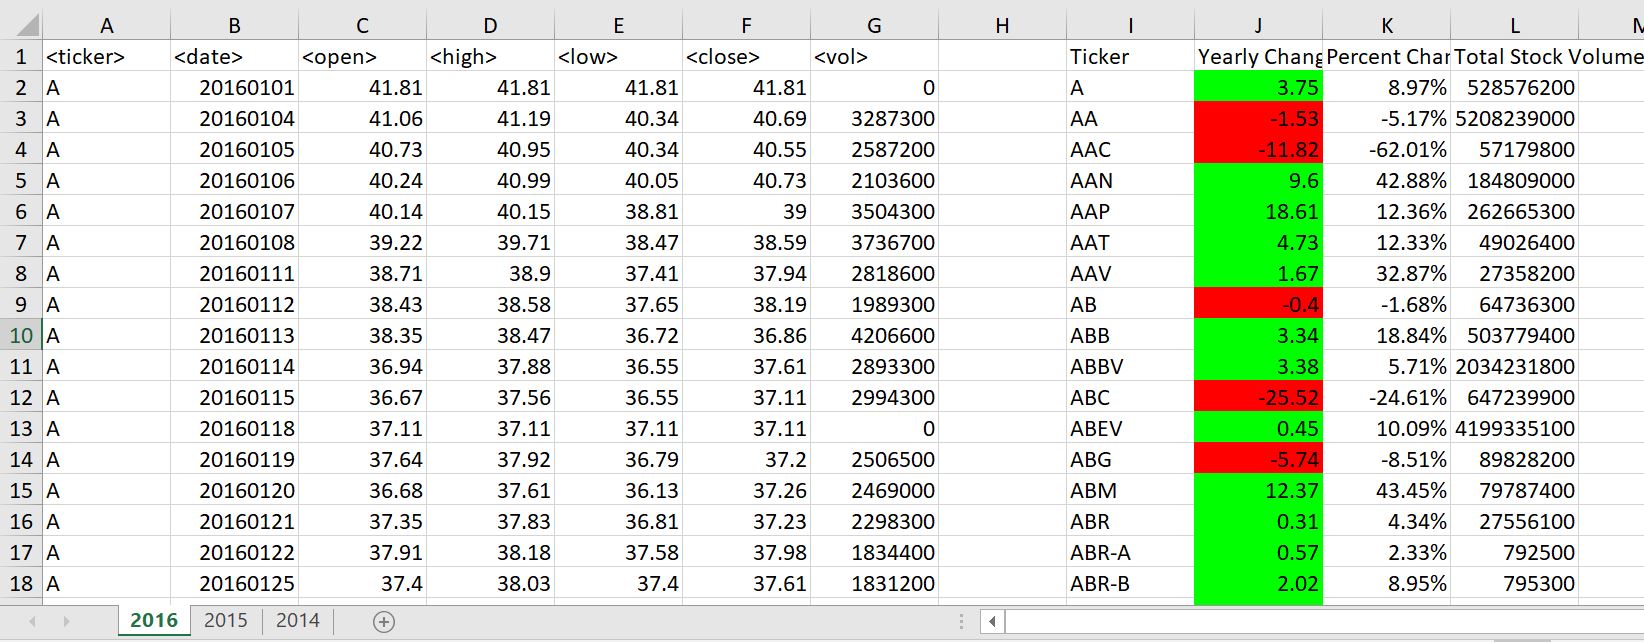 A B C D E F G H I J K L M
1 <ticker> <date> <open> <high> <low> <close> <vol> Ticker Yearly Chang Percent Char Total Stock Volume
2 A 20160101 41.81 41.81 41.81 41.81 0 A 3.75 8.97% 528576200
3 A 20160104 41.06 41.19 40.34 40.69 3287300 AA -1.53 -5.17% 5208239000
4 A 20160105 40.73 40.95 40.34 40.55 2587200 AAC -11.82 -62.01% 57179800
5 A 20160106 40.24 40.99 40.05 40.73 2103600 AAN 9.6 42.88% 184809000
6 A 20160107 40.14 40.15 38.81 39 3504300 AAP 18.61 12.36% 262665300
7 A 20160108 39.22 39.71 38.47 38.59 3736700 AAT 4.73 12.33% 49026400
8 A 20160111 38.71 38.9 37.41 37.94 2818600 AAV 1.67 32.87% 27358200
9 A 20160112 38.43 38.58 37.65 38.19 1989300 AB -0.4 -1.68% 64736300
10 A 20160113 38.35 38.47 36.72 36.86 4206600 ABB 3.34 18.84% 503779400
11 A 20160114 36.94 37.88 36.55 37.61 2893300 ABBV 3.38 5.71% 2034231800
12 A 20160115 36.67 37.56 36.55 37.11 2994300 ABC -25.52 -24.61% 647239900
13 A 20160118 37.11 37.11 37.11 37.11 0 ABEV 0.45 10.09% 4199335100
14 A 20160119 37.64 37.92 36.79 37.2 2506500 ABG -5.74 -8.51% 89828200
15 A 20160120 36.68 37.61 36.13 37.26 2469000 ABM 12.37 43.45% 79787400
16 A 20160121 37.35 37.83 36.81 37.23 2298300 ABR 0.31 4.34% 27556100
17 A 20160122 37.91 38.18 37.58 37.98 1834400 ABR-A 0.57 2.33% 792500
18 A 20160125 37.4 38.03 37.4 37.61 1831200 ABR-B 2.02 8.95% 795300
2016 2015 2014